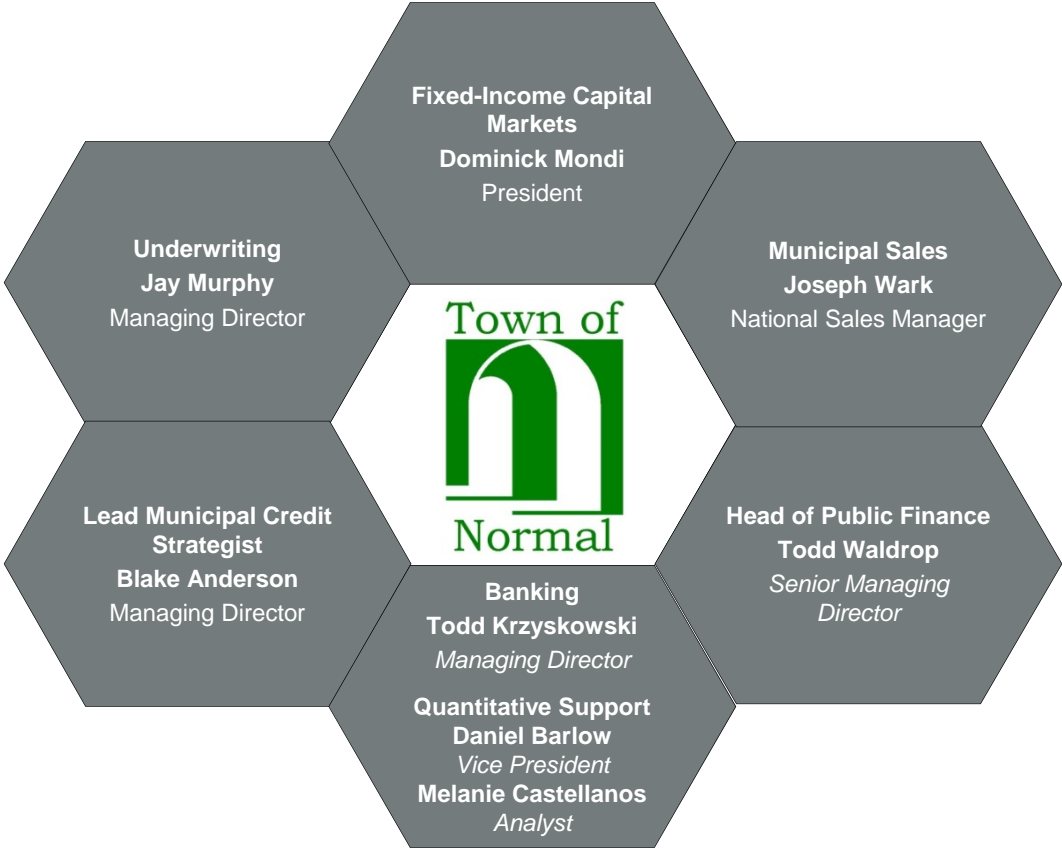 Fixed-Income Capital
Markets
Dominick Mondi
President
Underwriting
Jay Murphy
Managing Director
Municipal Sales
Joseph Wark
National Sales Manager
Town of
Normal
Lead Municipal Credit
Strategist
Blake Anderson
Managing Director
Head of Public Finance
Todd Waldrop
Senior Managing
Director
Banking
Todd Krzyskowski
Managing Director
Quantitative Support
Daniel Barlow
Vice President
Melanie Castellanos
Analyst